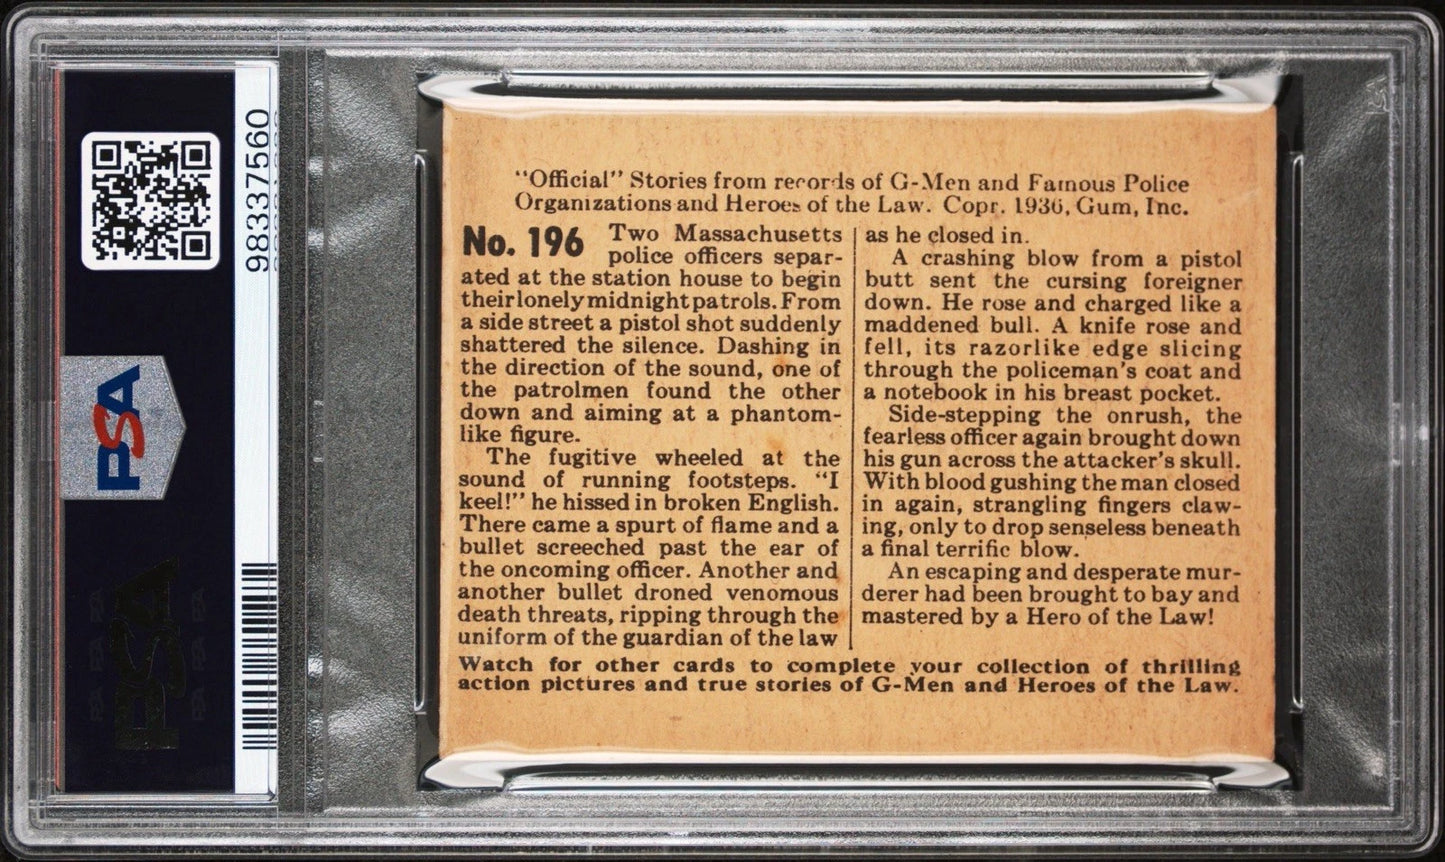 98337560
PSA
PSA
"Official" Stories from records of G-Men and Famous Police
Organizations and Heroes of the Law. Copr. 1936, Gum, Inc.
No. 196 Two Massachusetts
police officers separ-
ated at the station house to begin
their lonely midnight patrols. From
a side street a pistol shot suddenly
shattered the silence. Dashing in
the direction of the sound, one of
the patrolmen found the other
down and aiming at a phantom-
like figure.
The fugitive wheeled at the
sound of running footsteps. "I
keel!" he hissed in broken English.
There came a spurt of flame and a
bullet screeched past the ear of
the oncoming officer. Another and
another bullet droned venomous
death threats, ripping through the
uniform of the guardian of the law
as he closed in.
A crashing blow from a pistol
butt sent the cursing foreigner
down. He rose and charged like a
maddened bull. A knife rose and
fell, its razorlike edge slicing
through the policeman's coat and
a notebook in his breast pocket.
Side-stepping the onrush, the
fearless officer again brought down
his gun across the attacker's skull.
With blood gushing the man closed
in again, strangling fingers claw-
ing, only to drop senseless beneath
a final terrific blow.
An escaping and desperate mur-
derer had been brought to bay and
mastered by a Hero of the Law!
Watch for other cards to complete your collection of thrilling
action pictures and true stories of G-Men and Heroes of the Law.